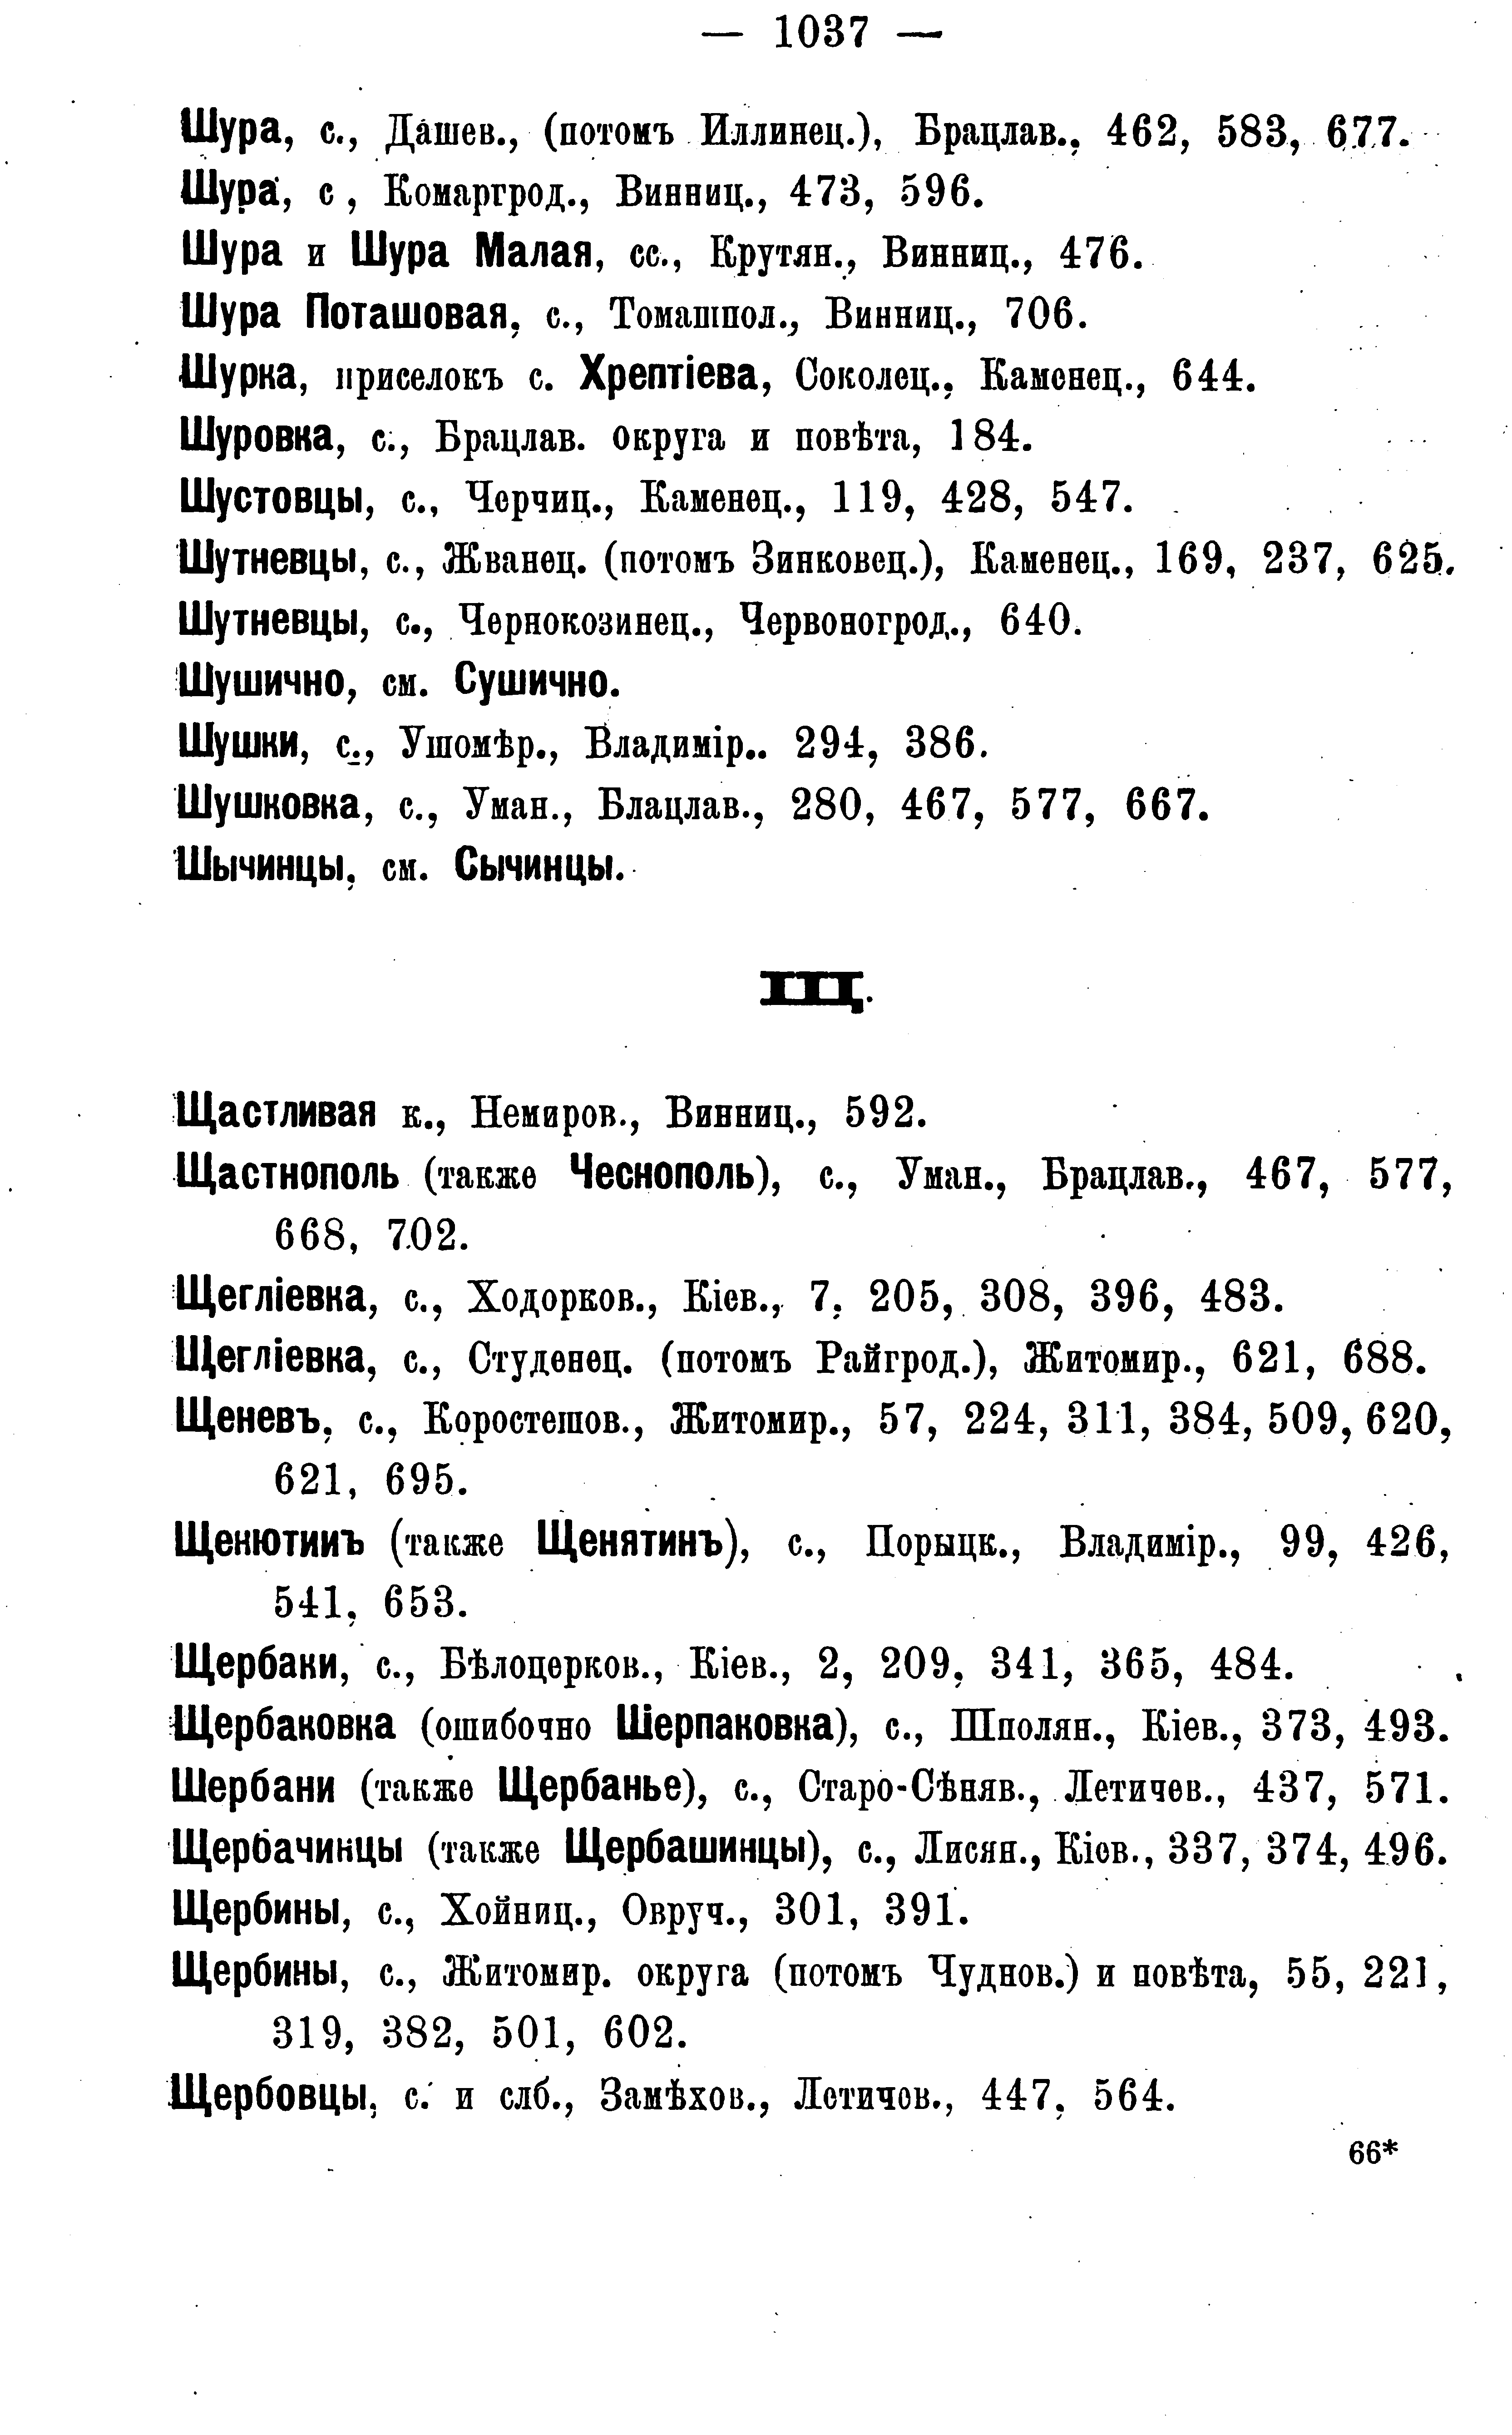 — 1037 —
Шура, с., Дашев., (потомъ Иллинец.), Брацлав., 462, 583, 677.
Шура, с , Комаргрод., Винниц., 473, 596.
Шура и Шура Малая, сс., Крутян., Винниц., 476.
Шура Поташовая, с., Томашпол., Винниц., 706.
Шурка, приселокъ с. Хрептіева, Соколец., Каменец., 644.
Шуровка, с., Брацлав. округа и повѣта, 184.
Шустовцы, с., Черчиц., Каменец., 119, 428, 547.
Шутневцы, с., Жванец. (потомъ Зинковец.), Каменец., 169, 237, 625.
Шутневцы, с., Чернокозинец., Червоногрод., 640.
Шушично, см. Сушично.
Шушки, с., Ушомѣр., Владимір.. 294, 386.
Шушковка, с., Уман., Блацлав., 280, 467, 577, 667.
Шычинцы, см. Сычинцы.
Щ.
Щастливая к., Немиров., Винниц., 592.
Щастнополь (также Чеснополь), с., Уман., Брацлав., 467, 577,
668, 702.
Щегліевка, с., Ходорков., Кіев., 7, 205, 308, 396, 483.
Щегліевка, с., Студенец. (потомъ Райгрод.), Житомир., 621, 688.
Щеневъ, с., Коростешов., Житомир., 57, 224, 311, 384, 509, 620,
621, 695.
Щенютииъ (также Щенятинъ), с., Порыцк., Владимір., 99, 426,
541, 653.
Щербаки, с., Бѣлоцерков., Кіев., 2, 209, 341, 365, 484.
Щербаковка (ошибочно Шерпаковка), с., Шполян., Кіев., 373, 493.
Шербани (также Щербанье), с., Старо-Сѣняв., Летичев., 437, 571.
Щербачинцы (также Щербашинцы), с., Лисян., Кіев., 337, 374, 496.
Щербины, с., Хойниц., Овруч., 301, 391.
Щербины, с., Житомир. округа (потомъ Чуднов.) и повѣта, 55, 221,
319, 382, 501, 602.
Щербовцы, с. и слб., Замѣхов., Летичев., 447, 564.
66*